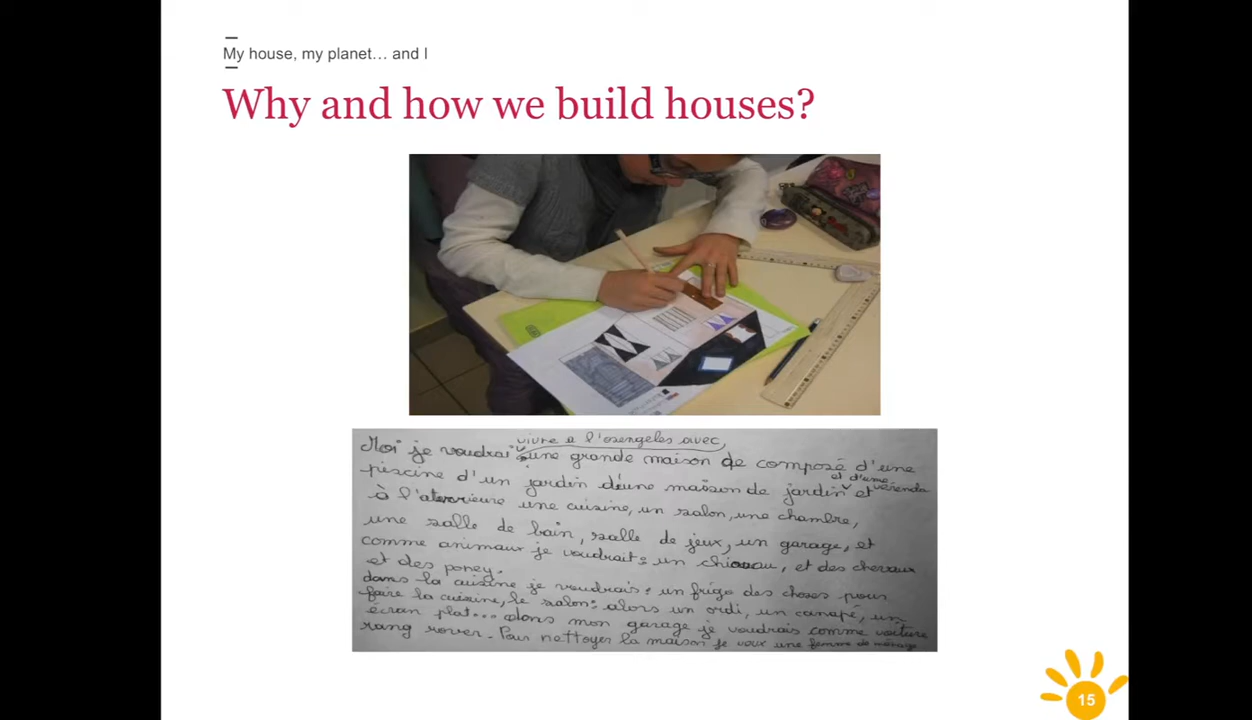 My house, my planet… and I
Why and how we build houses?
vivre a l'osengeles avec,
Moi je voudrai une grande maison de composé d'une
piscine d'un jardin d'une maison de jardin et et d'une vérenda
à l'aterrieure une cuisine, un salon, une chambre,
une salle de bain, salle de jeux, un garage, et
comme animaux je voudrait: un, et des chevaux
et des poney.
dans la cuisine je voudrais: un frigo des choses pour
faire la cuisine, le salon: alors un ordi, un canapé, un
écran plat... dans mon garage je voudrais comme voiture
rang rover. Pour nettoyer la maison je veux une femme de ménage
15